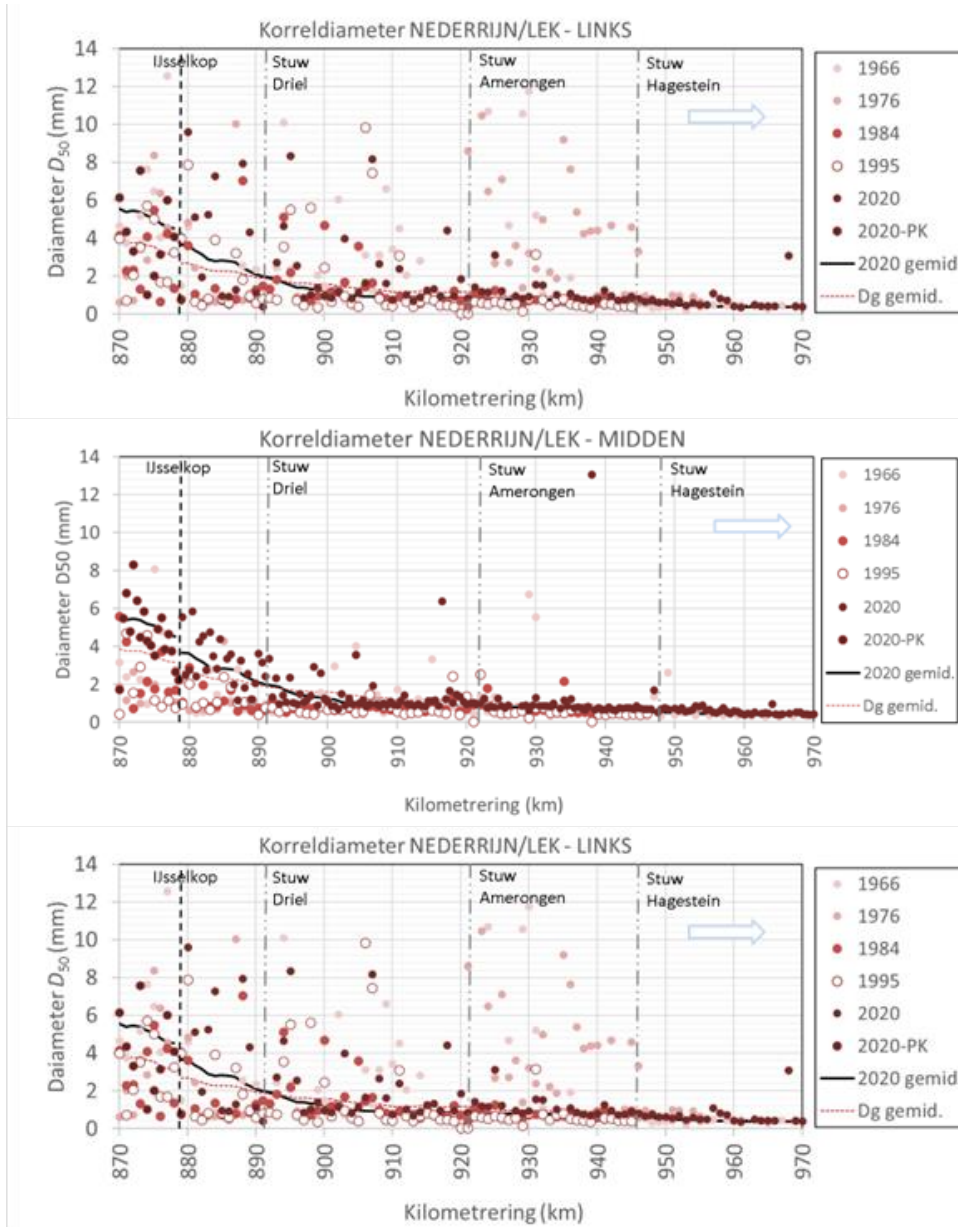 Korreldiameter NEDERRIJN/LEK - LINKS
Daiameter D₅₀ (mm)
14
12
10
8
6
4
2
0
IJsselkop
Stuw
Driel
Stuw
Amerongen
Stuw
Hagestein
870
880
890
900
910
920
930
940
950
960
970
Kilometrering (km)
1966
1976
1984
1995
2020
2020-PK
2020 gemid.
Dg gemid.
Korreldiameter NEDERRIJN/LEK - MIDDEN
Daiameter D50 (mm)
14
12
10
8
6
4
2
0
IJsselkop
Stuw
Driel
Stuw
Amerongen
Stuw
Hagestein
870
880
890
900
910
920
930
940
950
960
970
Kilometrering (km)
1966
1976
1984
1995
2020
2020-PK
2020 gemid.
Dg gemid.
Korreldiameter NEDERRIJN/LEK - LINKS
Daiameter D₅₀ (mm)
14
12
10
8
6
4
2
0
IJsselkop
Stuw
Driel
Stuw
Amerongen
Stuw
Hagestein
870
880
890
900
910
920
930
940
950
960
970
Kilometrering (km)
1966
1976
1984
1995
2020
2020-PK
2020 gemid.
Dg gemid.